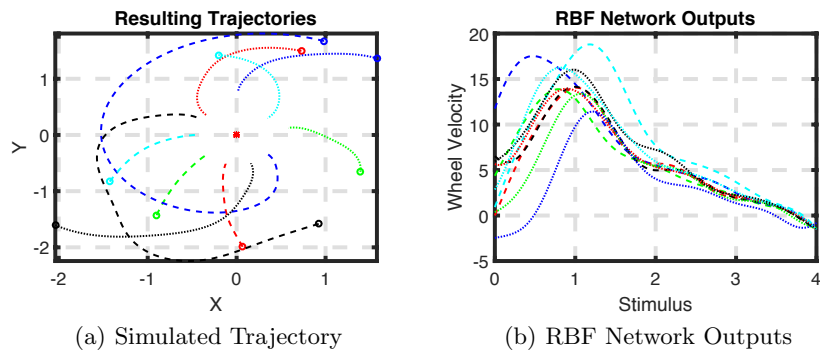 Resulting Trajectories
Y
1
0
-1
-2
-2
-1
0
1
X
(a) Simulated Trajectory
RBF Network Outputs
Wheel Velocity
20
15
10
5
0
-5
0
1
2
3
4
Stimulus
(b) RBF Network Outputs